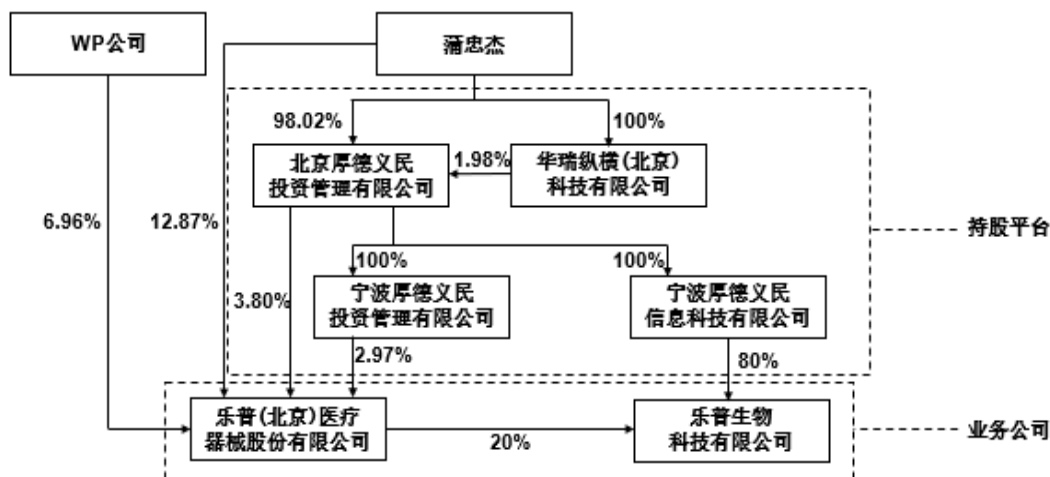 WP公司
蒲忠杰
98.02%
100%
北京厚德义民
投资管理有限公司
1.98%
华瑞纵横(北京)
科技有限公司
6.96%
12.87%
持股平台
100%
100%
3.80%
宁波厚德义民
投资管理有限公司
宁波厚德义民
信息科技有限公司
2.97%
80%
乐普(北京)医疗
器械股份有限公司
20%
乐普生物
科技有限公司
业务公司